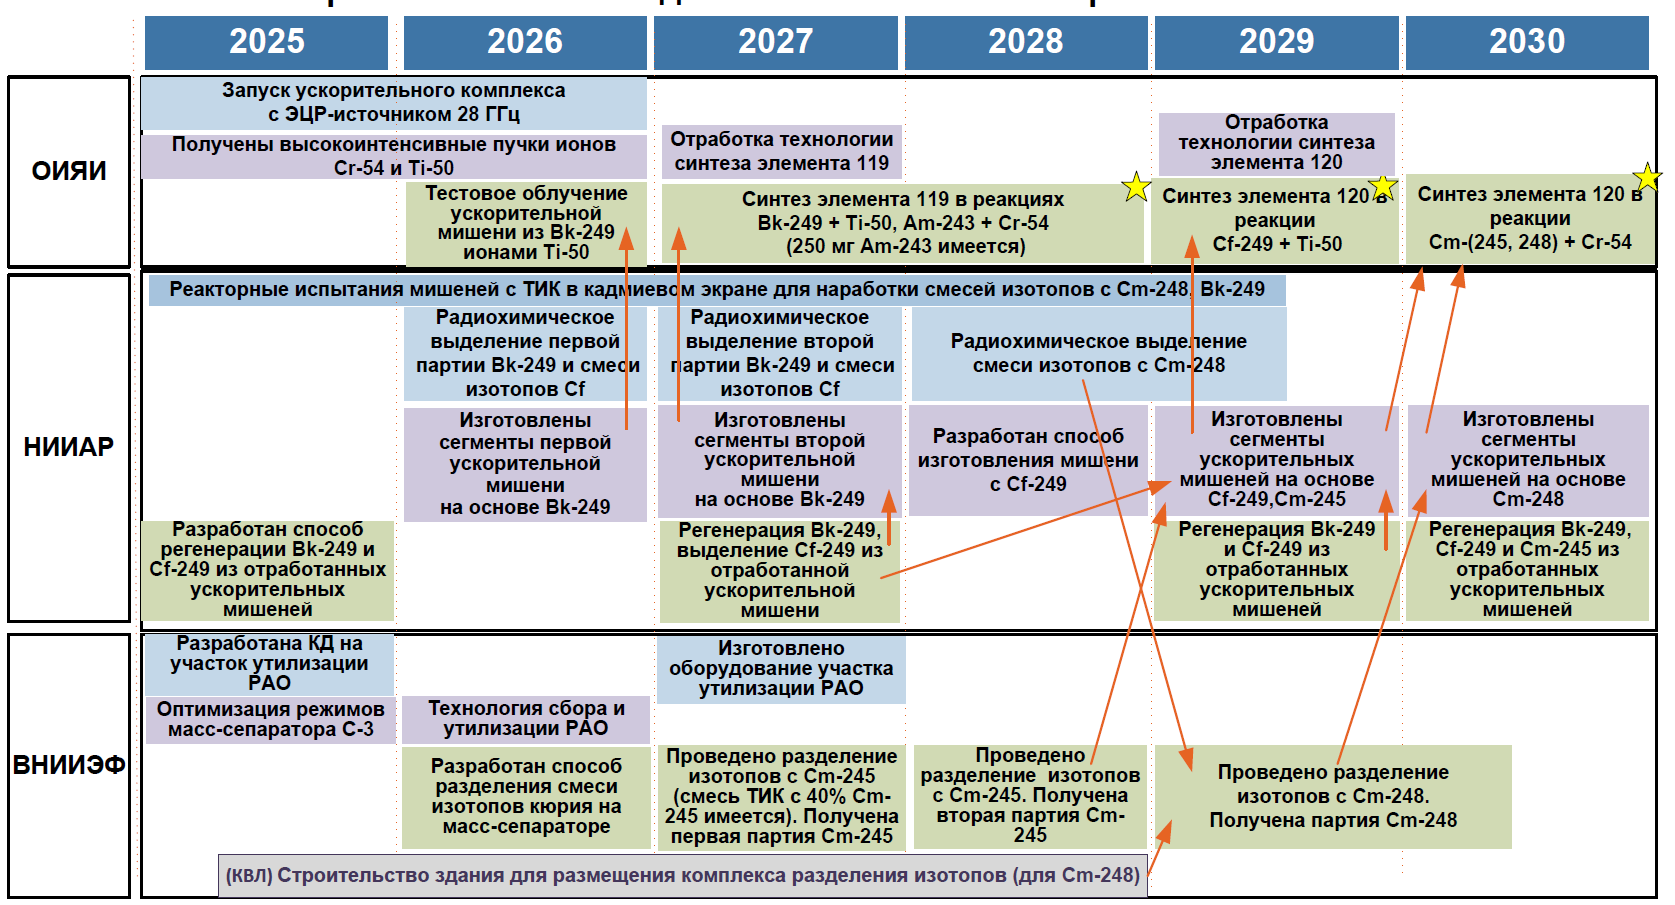 2025
2026
2027
2028
2029
2030
ОИЯИ
Запуск ускорительного комплекса
с ЭЦР-источником 28 ГГц
Получены высокоинтенсивные пучки ионов
Cr-54 и Ti-50
Тестовое облучение
ускорительной
мишени из Bk-249
ионами Ti-50
Отработка технологии
синтеза элемента 119
Синтез элемента 119 в реакциях
Bk-249 + Ti-50, Am-243 + Cr-54
(250 мг Am-243 имеется)
Отработка
технологии синтеза
элемента 120
Синтез элемента 120 в
реакции
Cf-249 + Ti-50
Синтез элемента 120 в
реакции
Cm-(245, 248) + Cr-54
НИИАР
Реакторные испытания мишеней с ТИК в кадмиевом экране для наработки смесей изотопов с Cm-248, Bk-249
Радиохимическое
выделение первой
партии Bk-249 и смеси
изотопов Cf
Радиохимическое
выделение второй
партии Bk-249 и смеси
изотопов Cf
Радиохимическое выделение
смеси изотопов с Cm-248
Изготовлены
сегменты первой
ускорительной
мишени
на основе Bk-249
Изготовлены
сегменты второй
ускорительной
мишени
на основе Bk-249
Разработан способ
изготовления мишени
с Cf-249
Изготовлены
сегменты
ускорительных
мишеней на основе
Cf-249,Cm-245
Изготовлены
сегменты
ускорительных
мишеней на основе
Cm-248
Разработан способ
регенерации Bk-249 и
Cf-249 из отработанных
ускорительных
мишеней
Регенерация Bk-249,
выделение Cf-249 из
отработанной
ускорительной
мишени
Регенерация Bk-249
и Cf-249 из
отработанных
ускорительных
мишеней
Регенерация Bk-249,
Cf-249 и Cm-245 из
отработанных
ускорительных
мишеней
ВНИИЭФ
Разработана КД на
участок утилизации
РАО
Изготовлено
оборудование участка
утилизации РАО
Оптимизация режимов
масс-сепаратора С-3
Технология сбора и
утилизации РАО
Разработан способ
разделения смеси
изотопов кюрия на
масс-сепараторе
Проведено разделение
изотопов с Cm-245
(смесь ТИК с 40% Cm-
245 имеется). Получена
первая партия Cm-245
Проведено
разделение изотопов
с Cm-245. Получена
вторая партия Cm-
245
Проведено разделение
изотопов с Cm-248.
Получена партия Cm-248
(КВЛ) Строительство здания для размещения комплекса разделения изотопов (для Cm-248)